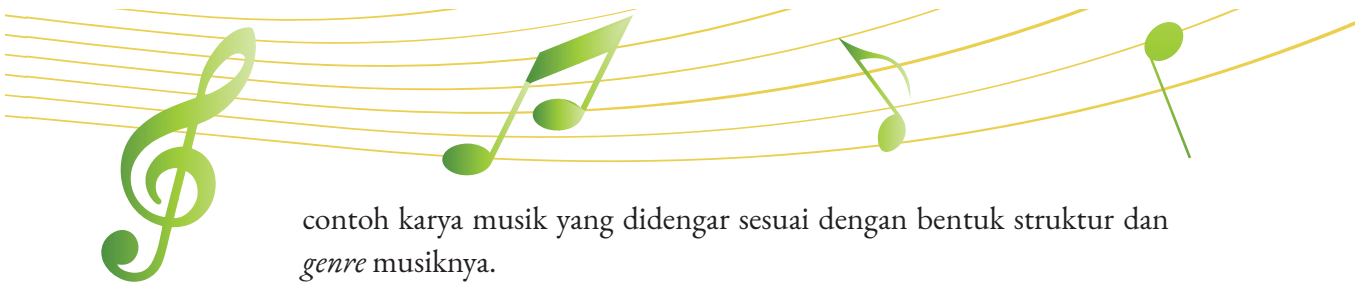 contoh karya musik yang didengar sesuai dengan bentuk struktur dan
genre musiknya.